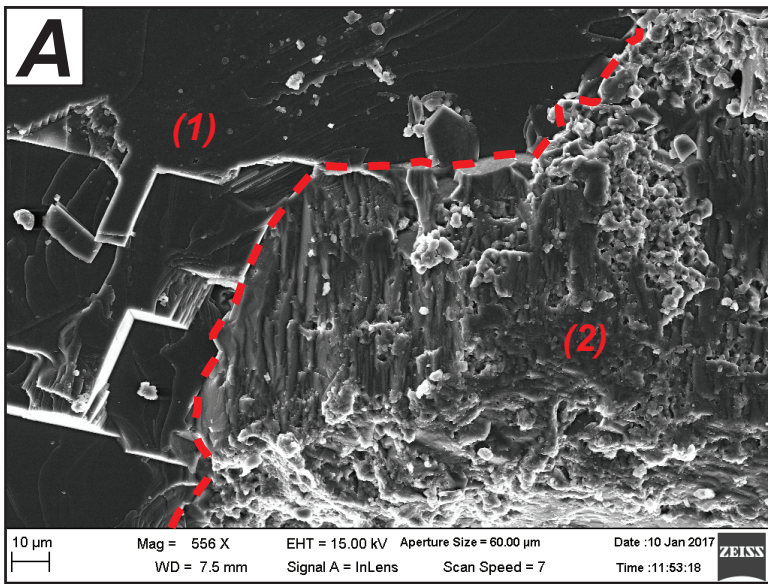 A
(1)
(2)
10 µm
Mag = 556 X EHT = 15.00 kV Aperture Size = 60.00 µm Date :10 Jan 2017
WD = 7.5 mm Signal A = InLens Scan Speed = 7 Time :11:53:18
ZEISS